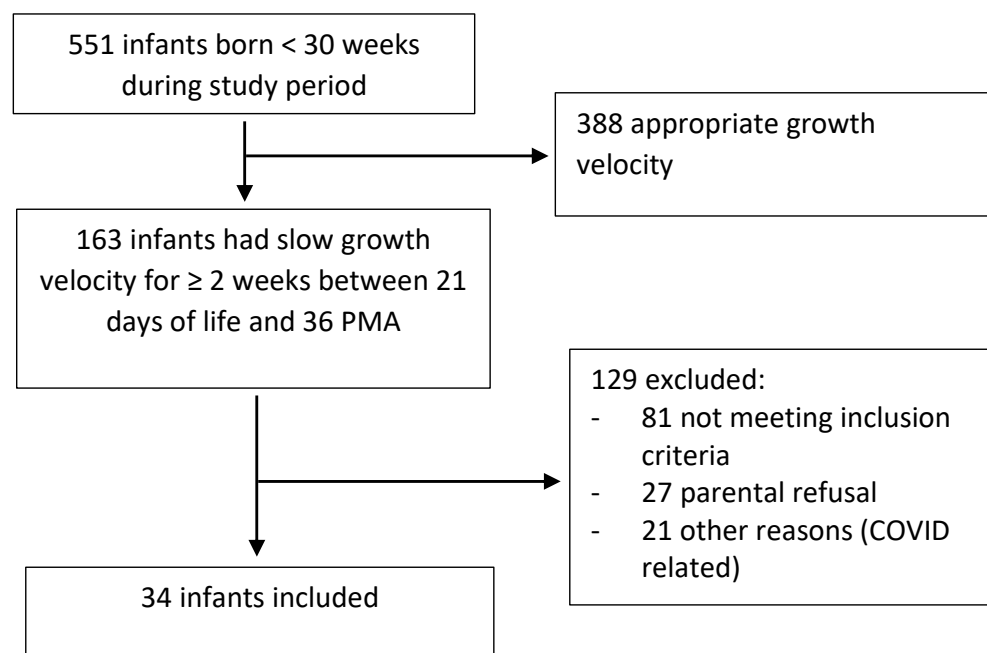 551 infants born < 30 weeks
during study period
388 appropriate growth
velocity
163 infants had slow growth
velocity for ≥ 2 weeks between 21
days of life and 36 PMA
129 excluded:
- 81 not meeting inclusion
criteria
- 27 parental refusal
- 21 other reasons (COVID
related)
34 infants included